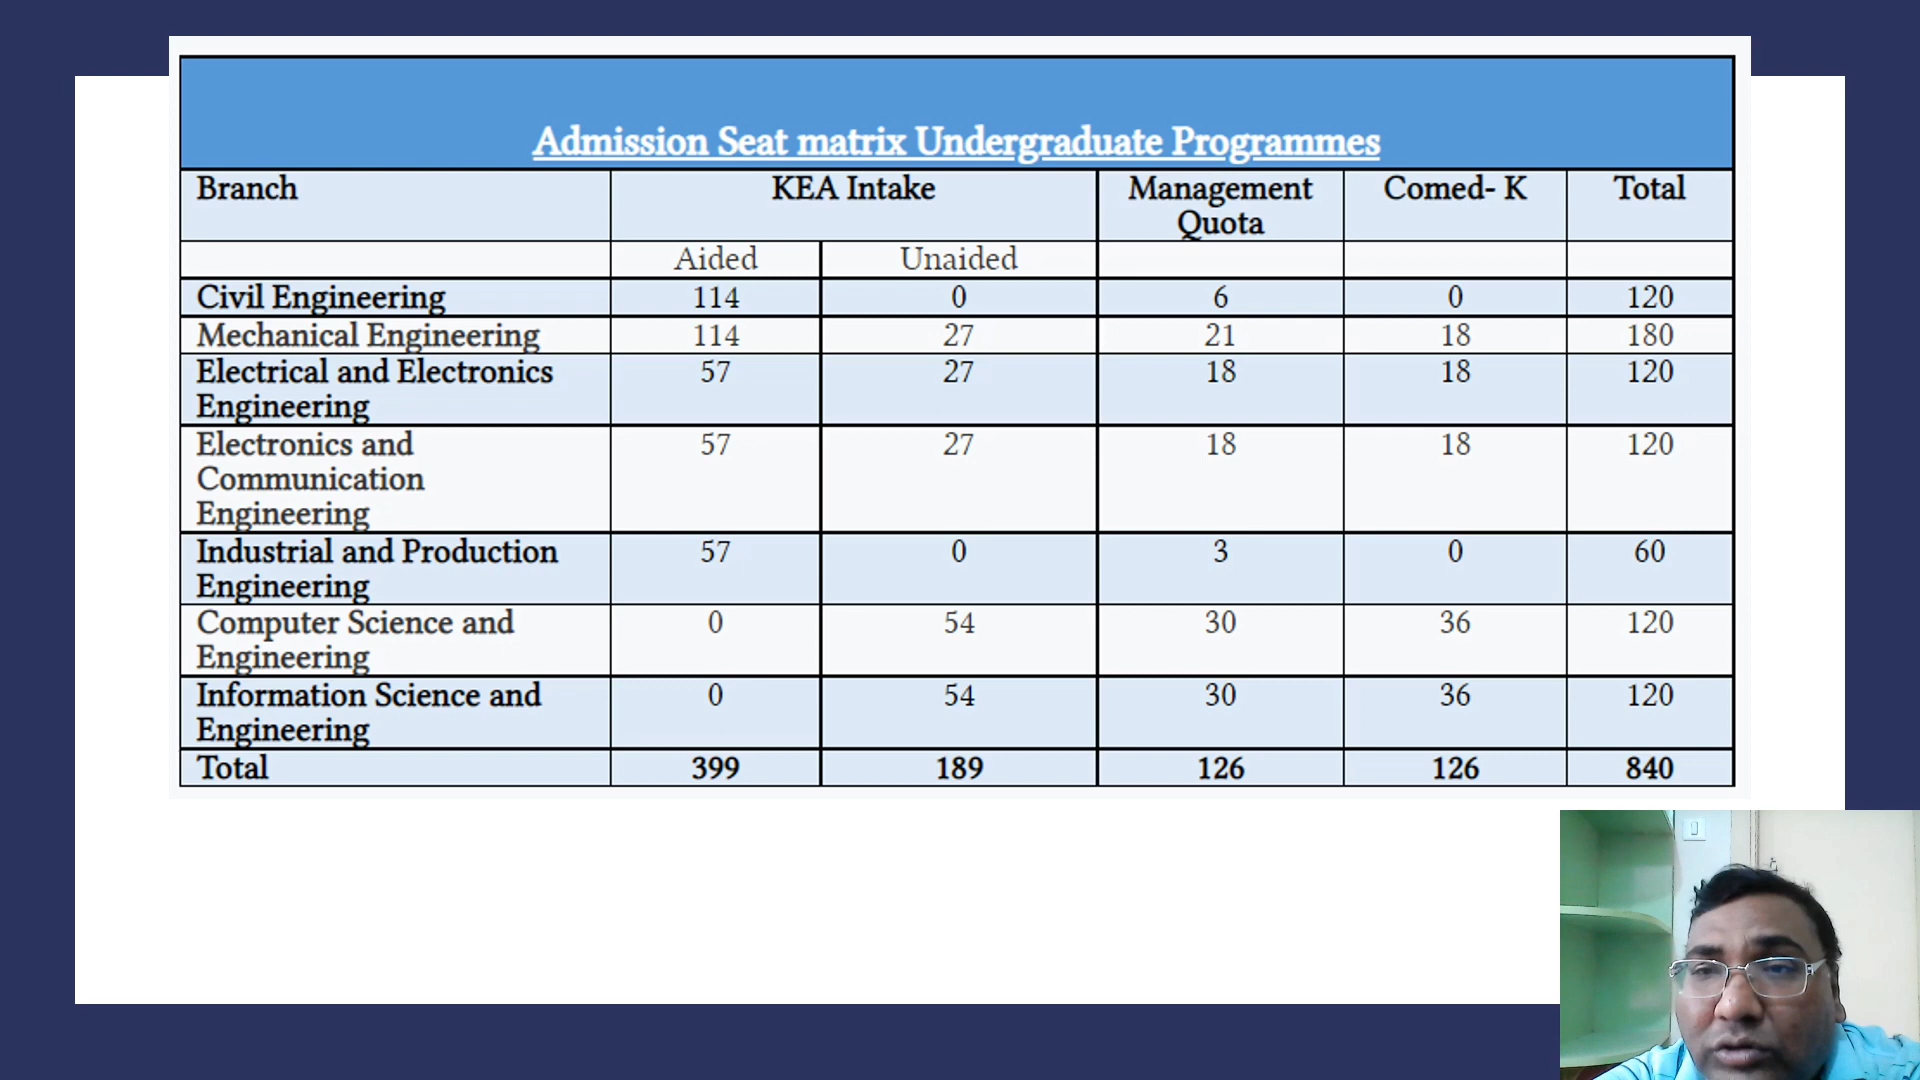 Admission Seat matrix Undergraduate Programmes
Branch KEA Intake Management Quota Comed- K Total
Aided Unaided
Civil Engineering 114 0 6 0 120
Mechanical Engineering 114 27 21 18 180
Electrical and Electronics Engineering 57 27 18 18 120
Electronics and Communication Engineering 57 27 18 18 120
Industrial and Production Engineering 57 0 3 0 60
Computer Science and Engineering 0 54 30 36 120
Information Science and Engineering 0 54 30 36 120
Total 399 189 126 126 840